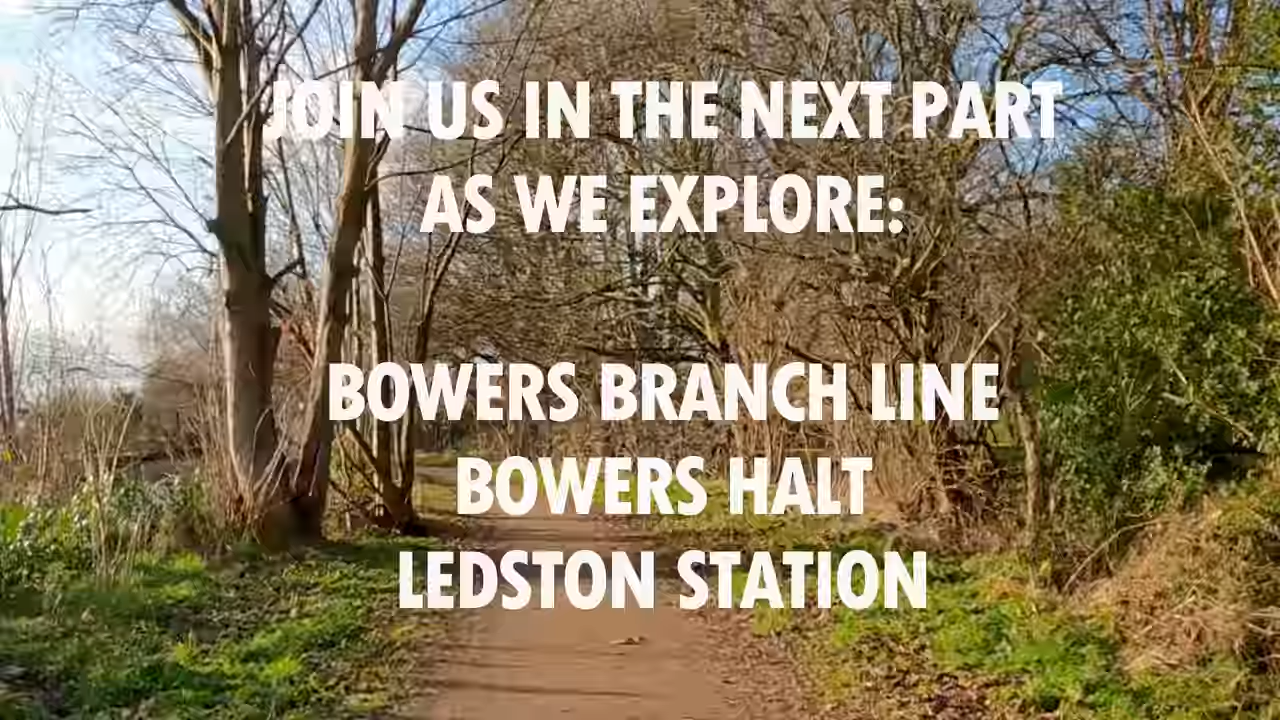 JOIN US IN THE NEXT PART
AS WE EXPLORE:
BOWERS BRANCH LINE
BOWERS HALT
LEDSTON STATION